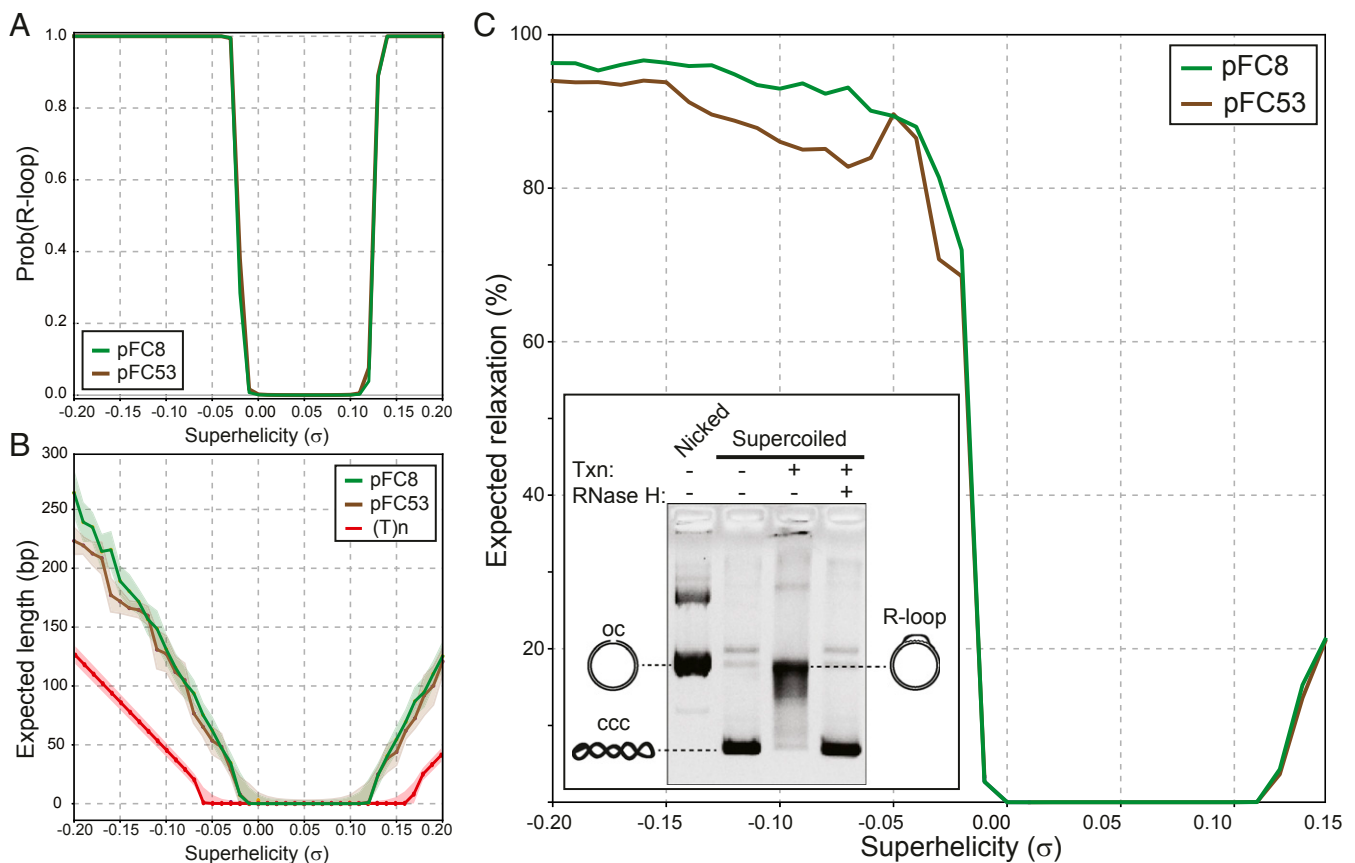 A
Prob(R-loop)
1.0
0.8
0.6
0.4
0.2
0.0
pFC8
pFC53
-0.20 -0.15 -0.10 -0.05 0.00 0.05 0.10 0.15 0.20
Superhelicity (σ)
B
Expected length (bp)
300
250
200
150
100
50
0
pFC8
pFC53
(T)n
-0.20 -0.15 -0.10 -0.05 0.00 0.05 0.10 0.15 0.20
Superhelicity (σ)
C
Expected relaxation (%)
100
80
60
40
20
pFC8
pFC53
Nicked
Supercoiled
Txn: - - + +
RNase H: - - - +
oc
R-loop
ccc
-0.20 -0.15 -0.10 -0.05 0.00 0.05 0.10 0.15
Superhelicity (σ)